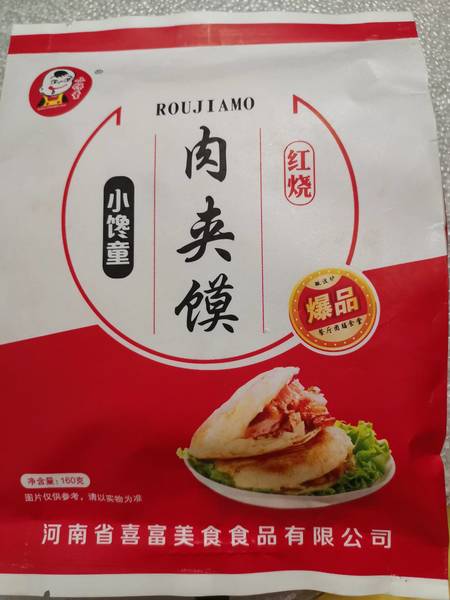 ®
ROUJIAMO
肉夹馍
红烧
小馋童
爆品
净含量：160克
图片仅供参考，请以实物为准
河南省喜富美食食品有限公司